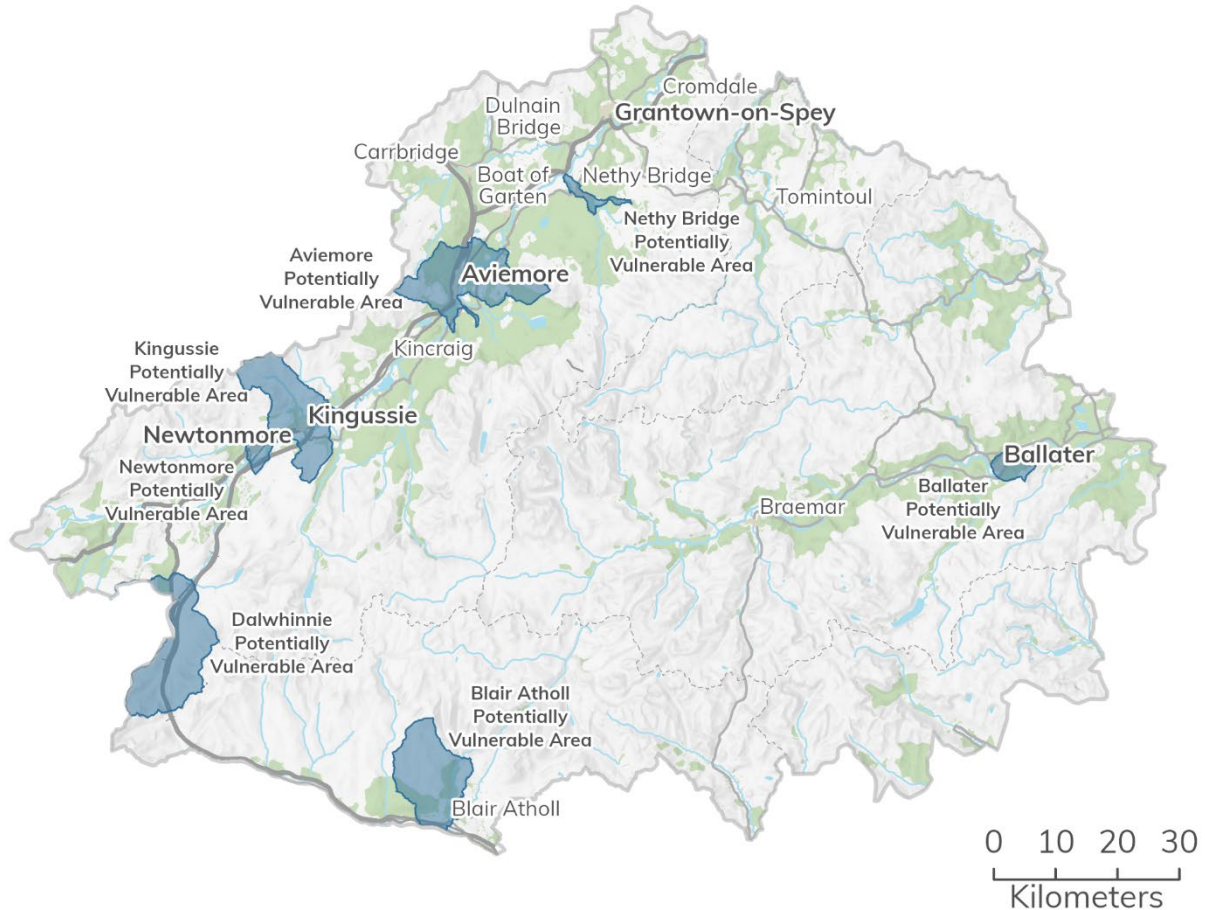 Cromdale
Grantown-on-Spey
Dulnain
Bridge
Carrbridge
Boat of
Garten
Nethy Bridge
Tomintoul
Nethy Bridge
Potentially
Vulnerable Area
Aviemore
Potentially
Vulnerable Area
Aviemore
Kincraig
Kingussie
Potentially
Vulnerable Area
Kingussie
Newtonmore
Newtonmore
Potentially
Vulnerable Area
Ballater
Ballater
Potentially
Vulnerable Area
Braemar
Dalwhinnie
Potentially
Vulnerable Area
Blair Atholl
Potentially
Vulnerable Area
Blair Atholl
0 10 20 30
Kilometers